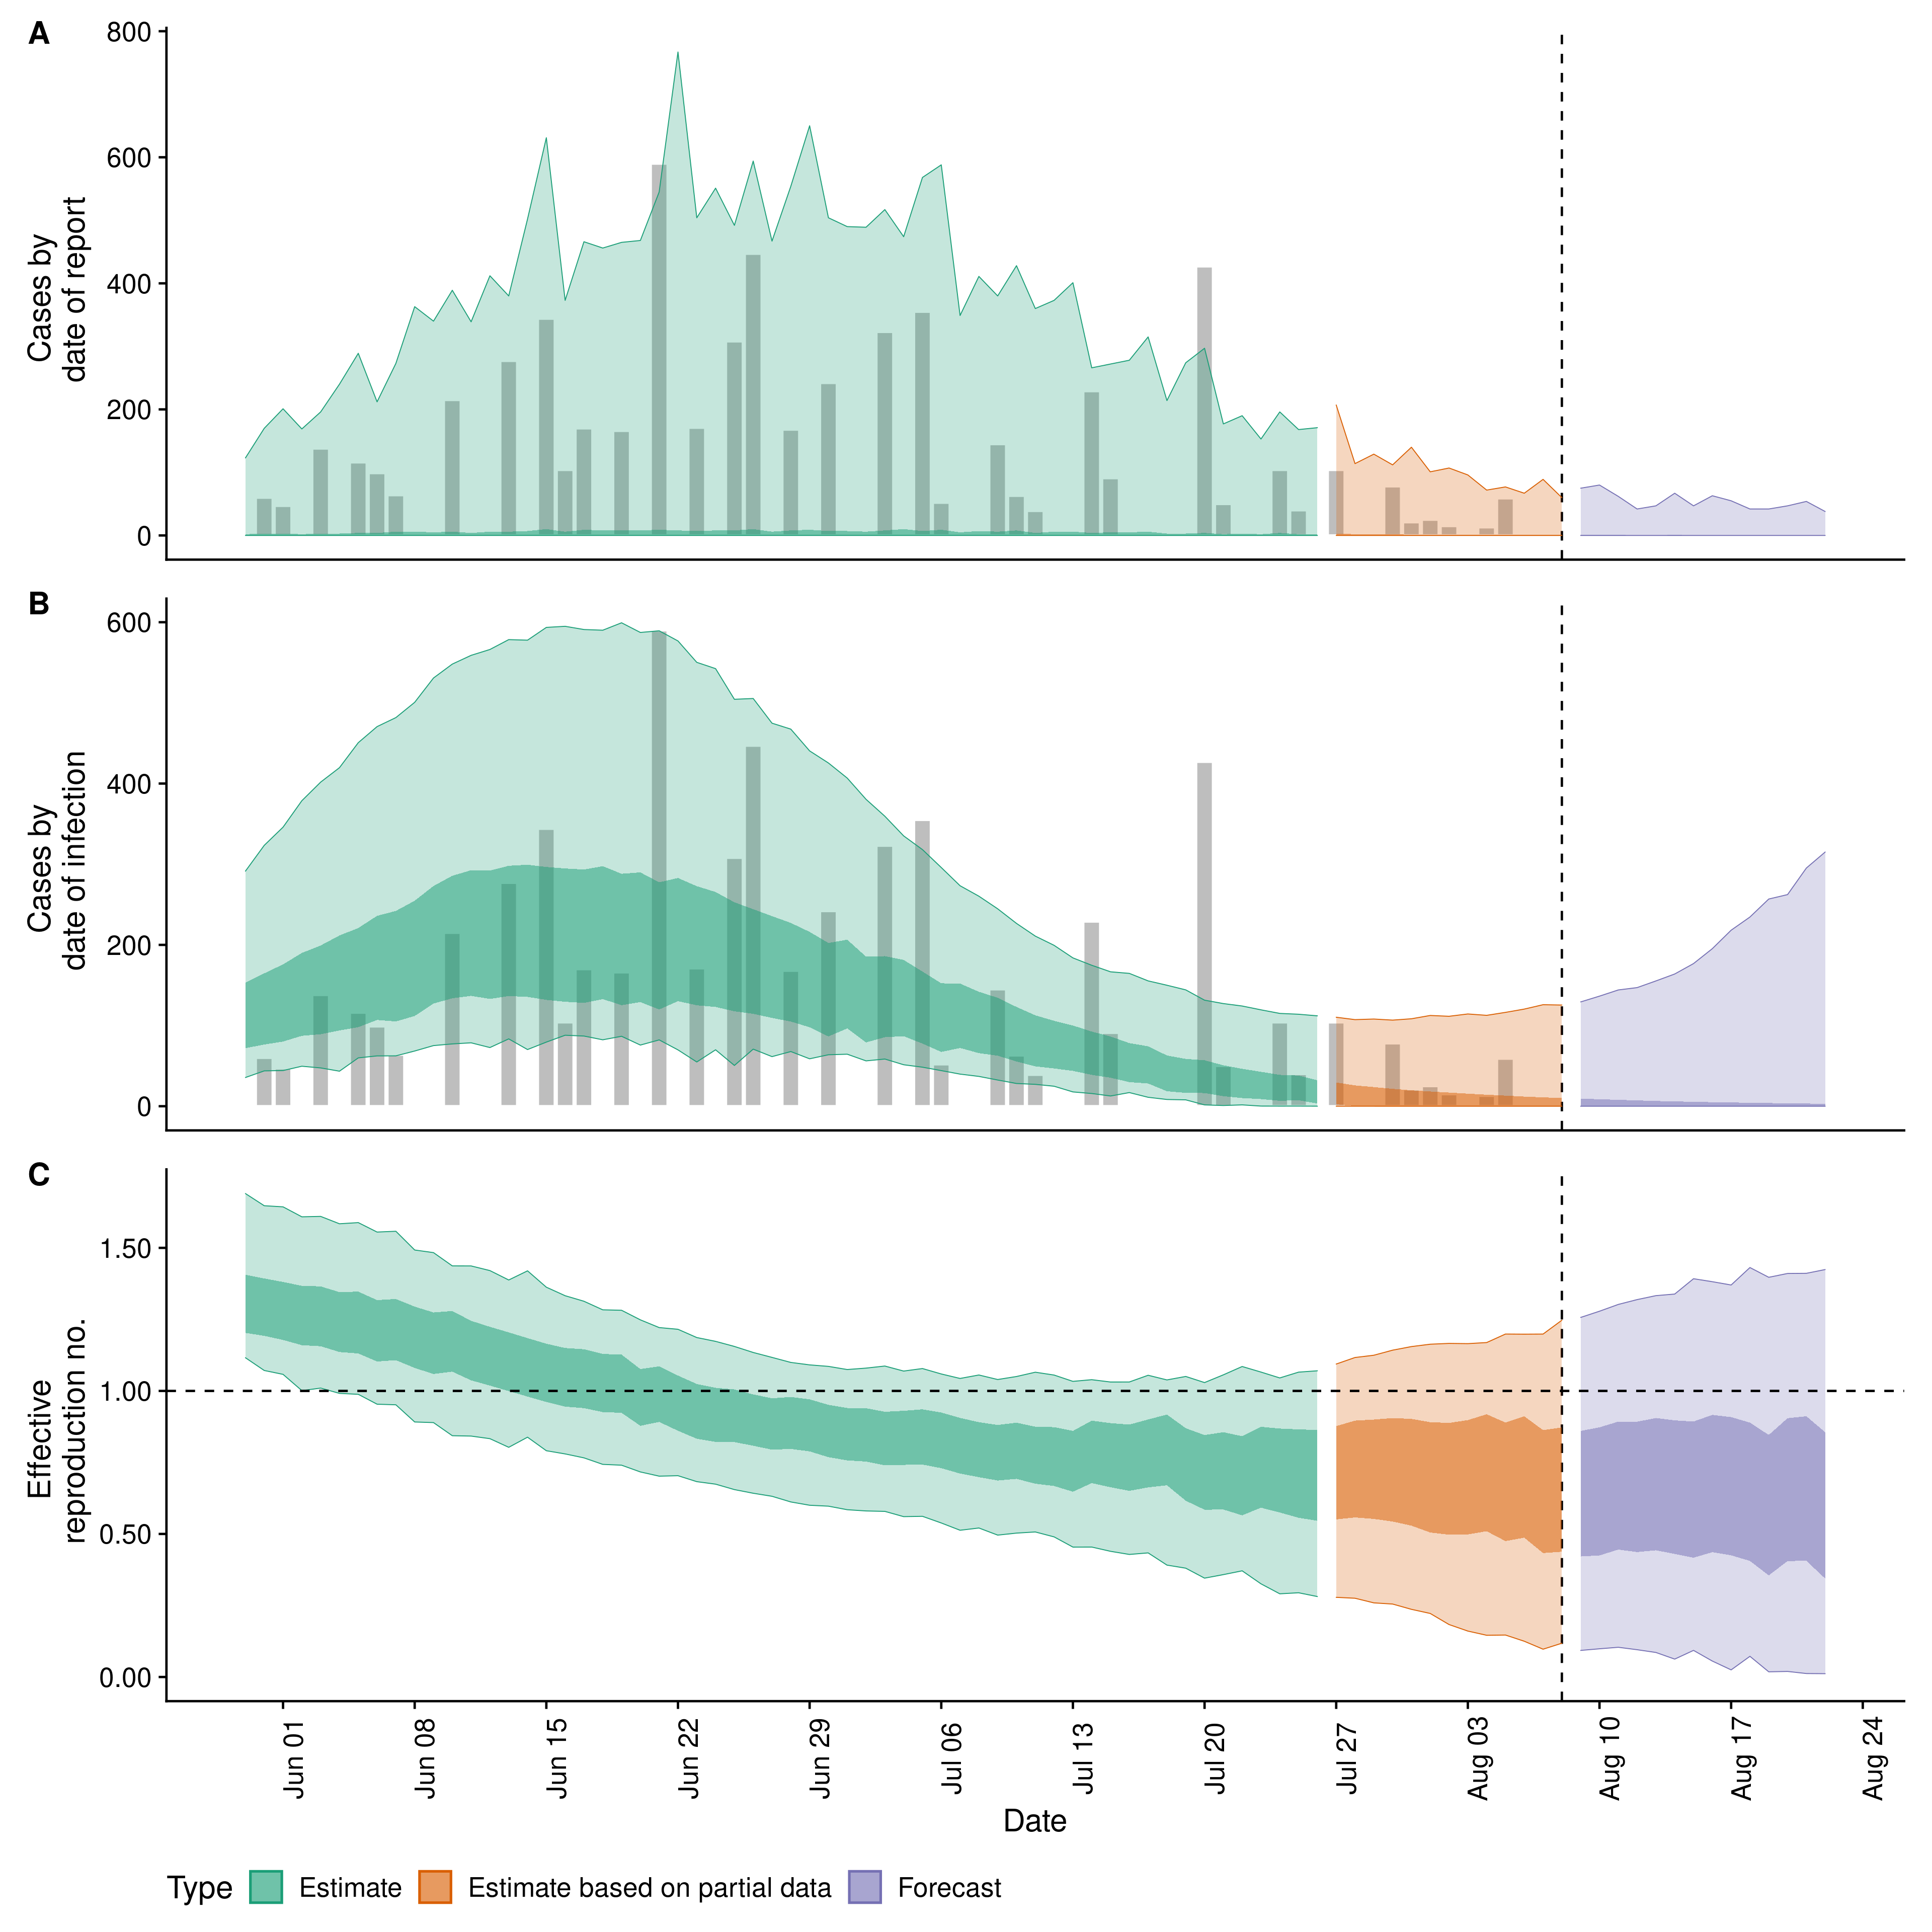 A
800
600
400
200
0
Cases by
date of report
B
600
400
200
0
Cases by
date of infection
C
1.50
1.00
0.50
0.00
Effective
reproduction no.
Jun 01
Jun 08
Jun 15
Jun 22
Jun 29
Jul 06
Jul 13
Jul 20
Jul 27
Aug 03
Aug 10
Aug 17
Aug 24
Date
Type Estimate Estimate based on partial data Forecast